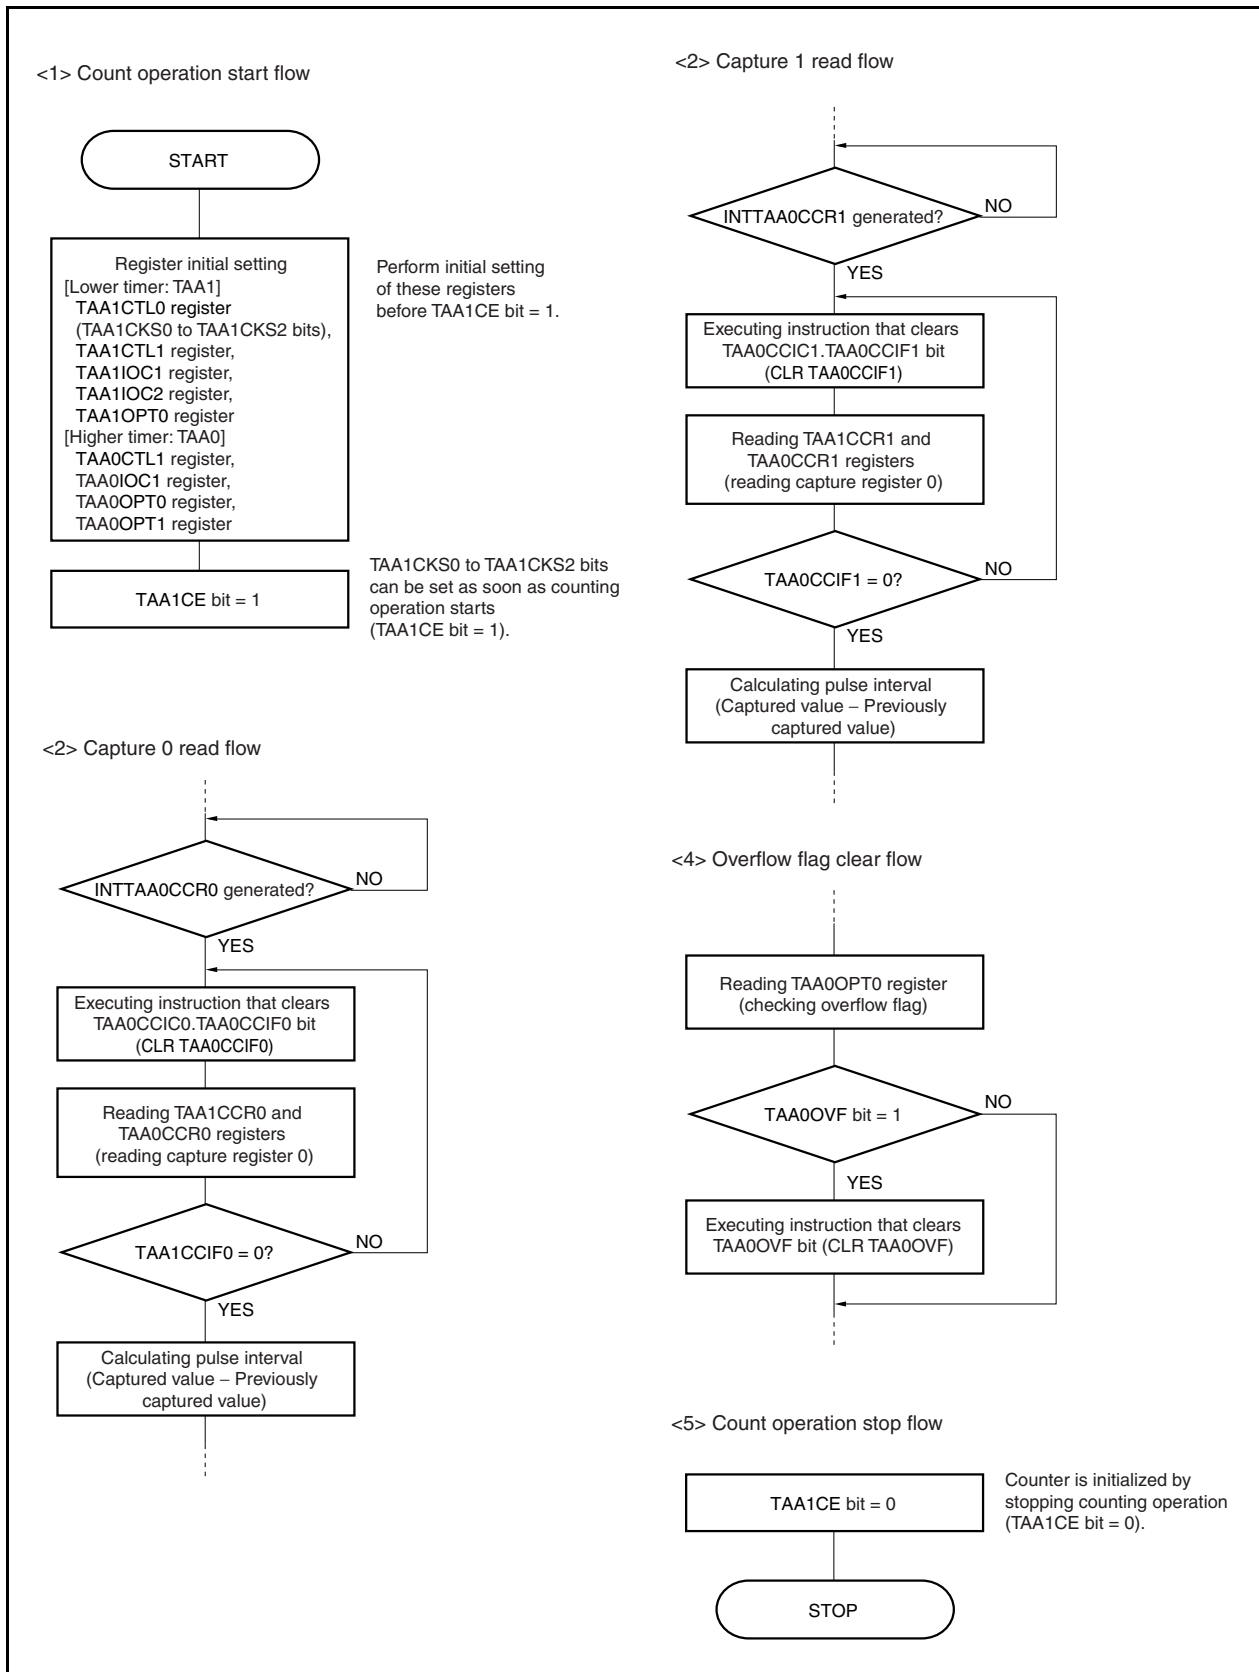 <1> Count operation start flow
START
Register initial setting
[Lower timer: TAA1]
TAA1CTL0 register
(TAA1CKS0 to TAA1CKS2 bits),
TAA1CTL1 register,
TAA1IOC1 register,
TAA1IOC2 register,
TAA1OPT0 register
[Higher timer: TAA0]
TAA0CTL1 register,
TAA0IOC1 register,
TAA0OPT0 register,
TAA0OPT1 register
Perform initial setting
of these registers
before TAA1CE bit = 1.
TAA1CE bit = 1
TAA1CKS0 to TAA1CKS2 bits
can be set as soon as counting
operation starts
(TAA1CE bit = 1).
<2> Capture 0 read flow
INTTAA0CCR0 generated?
NO
YES
Executing instruction that clears
TAA0CCIC0.TAA0CCIF0 bit
(CLR TAA0CCIF0)
Reading TAA1CCR0 and
TAA0CCR0 registers
(reading capture register 0)
TAA1CCIF0 = 0?
NO
YES
Calculating pulse interval
(Captured value – Previously
captured value)
<2> Capture 1 read flow
INTTAA0CCR1 generated?
NO
YES
Executing instruction that clears
TAA0CCIC1.TAA0CCIF1 bit
(CLR TAA0CCIF1)
Reading TAA1CCR1 and
TAA0CCR1 registers
(reading capture register 0)
TAA0CCIF1 = 0?
NO
YES
Calculating pulse interval
(Captured value – Previously
captured value)
<4> Overflow flag clear flow
Reading TAA0OPT0 register
(checking overflow flag)
TAA0OVF bit = 1
NO
YES
Executing instruction that clears
TAA0OVF bit (CLR TAA0OVF)
<5> Count operation stop flow
TAA1CE bit = 0
Counter is initialized by
stopping counting operation
(TAA1CE bit = 0).
STOP